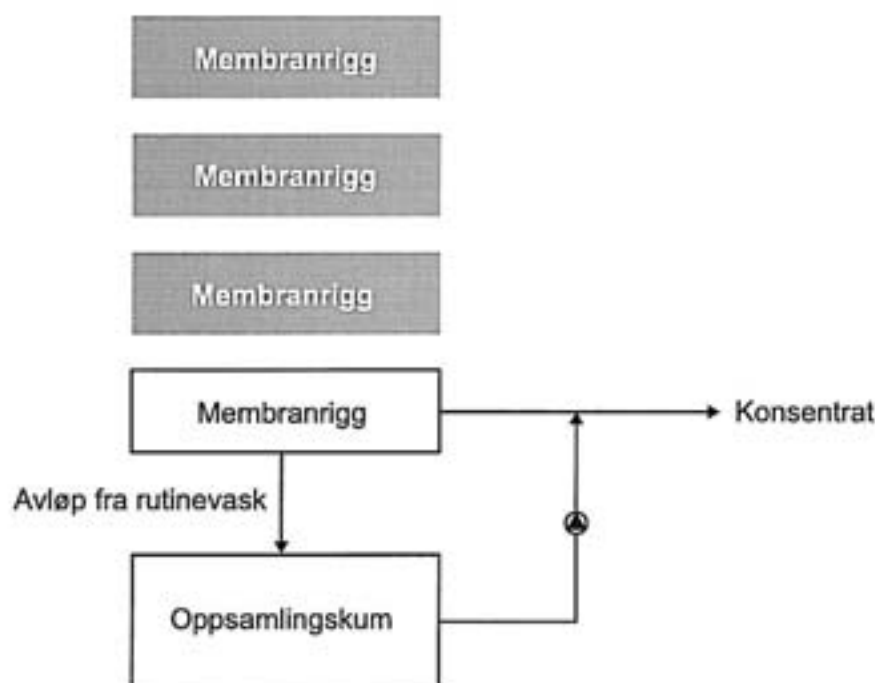 Membranrigg
Membranrigg
Membranrigg
Membranrigg
Konsentrat
Avløp fra rutinevask
Oppsamlingskum